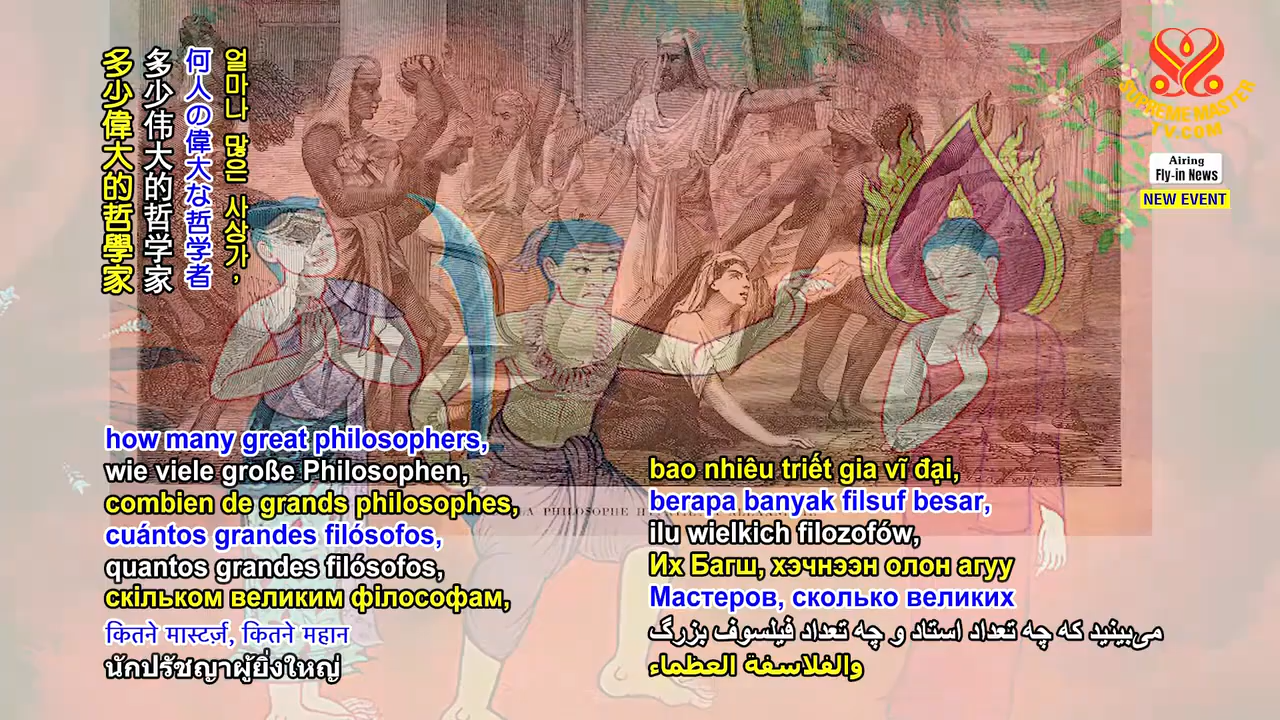 多少偉大的哲學家
多少伟大的哲学家
何人の偉大な哲学者
얼마나 많은 사상가,
SUPREME MASTER
TV.COM
Airing
Fly-in News
NEW EVENT
how many great philosophers,
wie viele große Philosophen,
combien de grands philosophes,
cuántos grandes filósofos,
quantos grandes filósofos,
скільком великим філософам,
कितने मास्टर्ज़, कितने महान
นักปรัชญาผู้ยิ่งใหญ่
LA PHILOSOPHE
bao nhiêu triết gia vĩ đại,
berapa banyak filsuf besar,
ilu wielkich filozofów,
Их Багш, хэчнээн олон агуу
Мастеров, сколько великих
می‌بینید که چه تعداد استاد و چه تعداد فیلسوف بزرگ
والفلاسفة العظماء